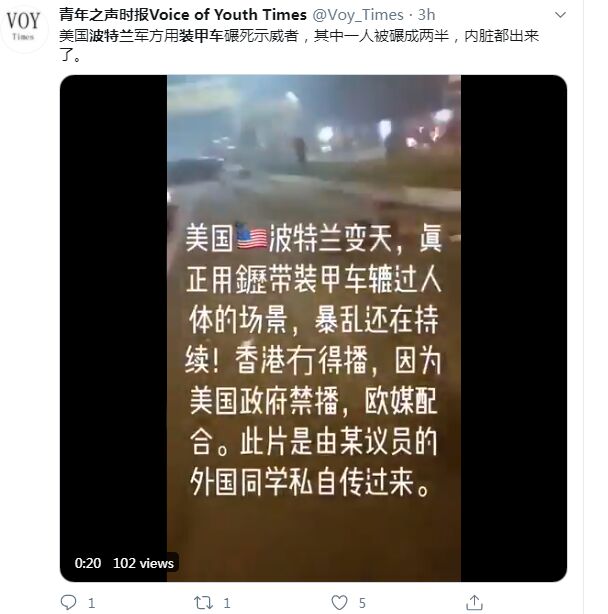 VOY
Times
青年之声时报Voice of Youth Times @Voy_Times · 3h
美国波特兰军方用装甲车碾死示威者，其中一人被碾成两半，内脏都出来
了。
美国🇺🇸波特兰变天，眞
正用鑼带装甲车辘过人
体的场景，暴乱还在持
续！香港冇得播，因为
美国政府禁播，欧媒配
合。此片是由某议员的
外国同学私自传过来。
0:20 102 views
1 1 5